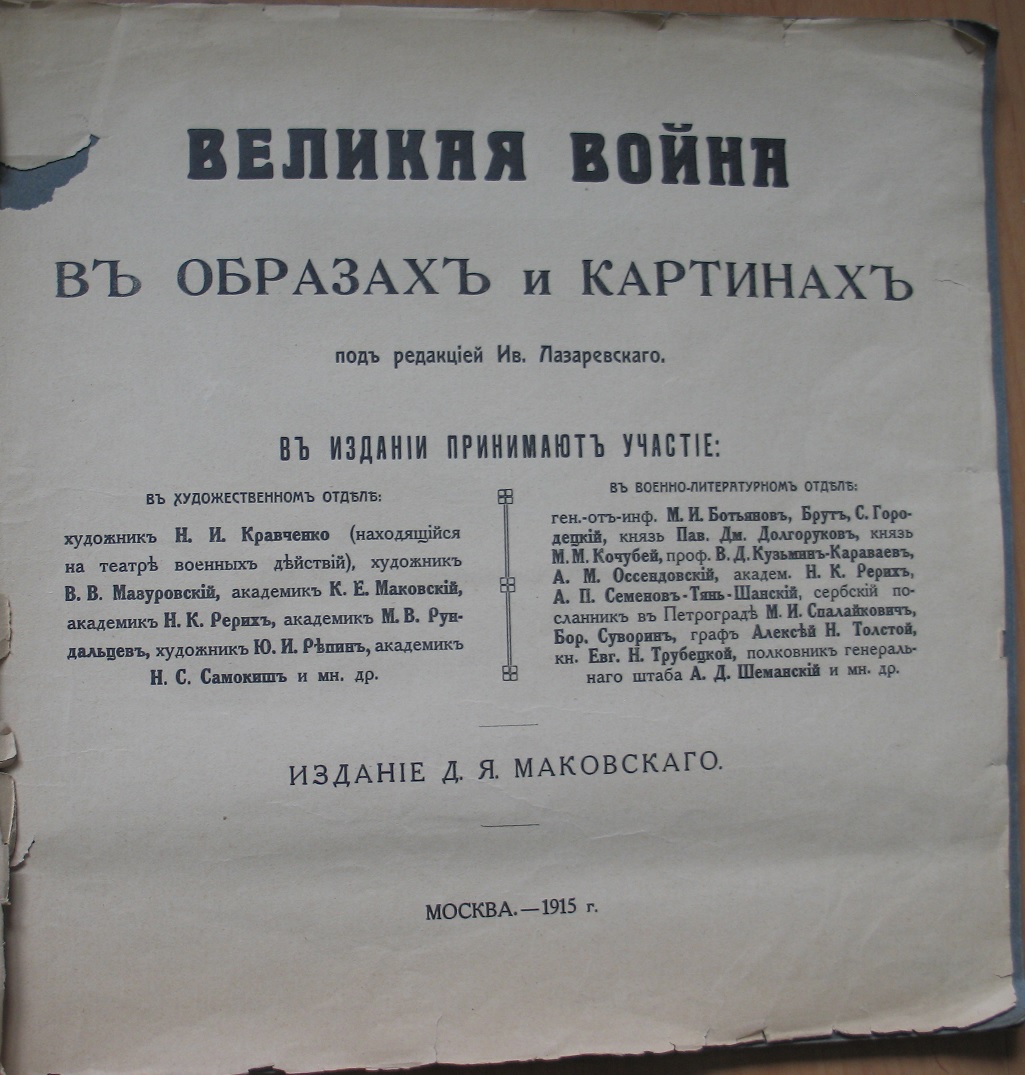 ВЕЛИКАЯ ВОЙНА
ВЪ ОБРАЗАХЪ и КАРТИНАХЪ
подъ редакціей Ив. Лазаревскаго.
ВЪ ИЗДАНІИ ПРИНИМАЮТЪ УЧАСТІЕ:
ВЪ ХУДОЖЕСТВЕННОМЪ ОТДѢЛѢ:
художникъ Н. И. Кравченко (находящійся
на театрѣ военныхъ дѣйствій), художникъ
В. В. Мазуровскій, академикъ К. Е. Маковскій,
академикъ Н. К. Рерихъ, академикъ М. В. Рун-
дальцевъ, художникъ Ю. И. Рѣпинъ, академикъ
Н. С. Самокишъ и мн. др.
ВЪ ВОЕННО-ЛИТЕРАТУРНОМЪ ОТДѢЛѢ:
ген.-отъ-инф. М. И. Ботьяновъ, Брутъ, С. Горо-
децкій, князь Пав. Дм. Долгоруковъ, князь
М. М. Кочубей, проф. В. Д. Кузьминъ-Караваевъ,
А. М. Оссендовскій, академ. Н. К. Рерихъ,
А. П. Семеновъ-Тянь-Шанскій, сербскій по-
сланникъ въ Петроградѣ М. И. Спалайковичъ,
Бор. Суворинъ, графъ Алексѣй Н. Толстой,
кн. Евг. Н. Трубецкой, полковникъ генераль-
наго штаба А. Д. Шеманскій и мн. др.
ИЗДАНІЕ Д. Я. МАКОВСКАГО.
МОСКВА.—1915 г.